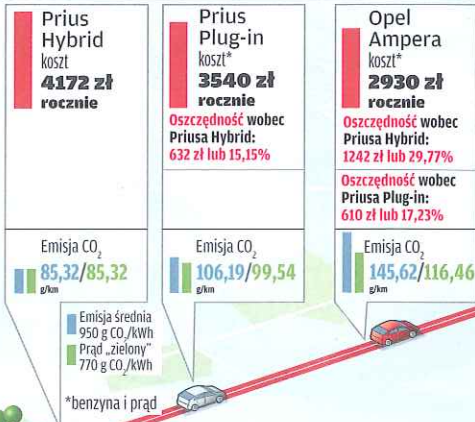 Prius
Hybrid
koszt
4172 zł
rocznie
Emisja CO₂
85,32/85,32
g/km
Prius
Plug-in
koszt*
3540 zł
rocznie
Oszczędność wobec
Priusa Hybrid:
632 zł lub 15,15%
Emisja CO₂
106,19/99,54
g/km
Opel
Ampera
koszt*
2930 zł
rocznie
Oszczędność wobec
Priusa Hybrid:
1242 zł lub 29,77%
Oszczędność wobec
Priusa Plug-in:
610 zł lub 17,23%
Emisja CO₂
145,62/116,46
g/km
Emisja średnia
950 g CO₂/kWh
Prąd „zielony"
770 g CO₂/kWh
*benzyna i prąd